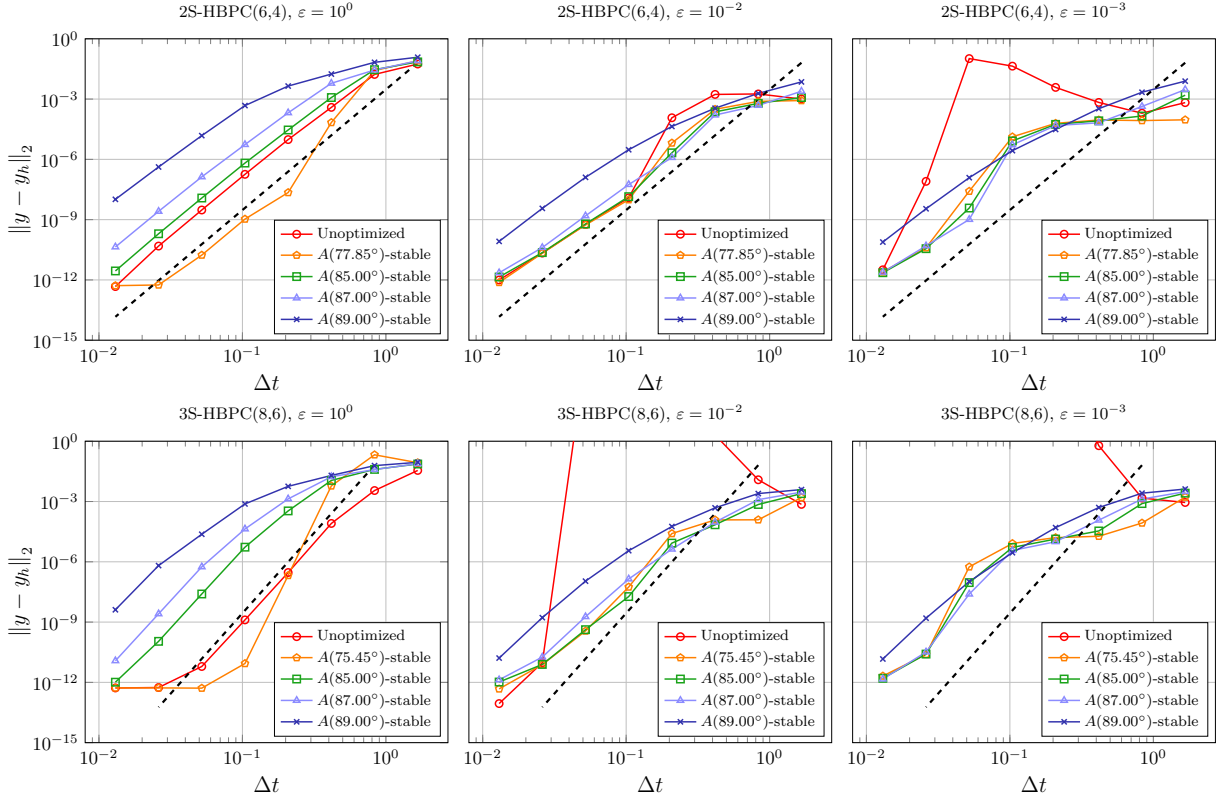 2S-HBPC(6,4), ε = 10^0
10^0
10^−3
10^−6
10^−9
10^−12
10^−15
‖y − y_h‖_2
Unoptimized
A(77.85°)-stable
A(85.00°)-stable
A(87.00°)-stable
A(89.00°)-stable
10^−2
10^−1
10^0
Δt
2S-HBPC(6,4), ε = 10^−2
Unoptimized
A(77.85°)-stable
A(85.00°)-stable
A(87.00°)-stable
A(89.00°)-stable
10^−2
10^−1
10^0
Δt
2S-HBPC(6,4), ε = 10^−3
Unoptimized
A(77.85°)-stable
A(85.00°)-stable
A(87.00°)-stable
A(89.00°)-stable
10^−2
10^−1
10^0
Δt
3S-HBPC(8,6), ε = 10^0
10^0
10^−3
10^−6
10^−9
10^−12
10^−15
‖y − y_h‖_2
Unoptimized
A(75.45°)-stable
A(85.00°)-stable
A(87.00°)-stable
A(89.00°)-stable
10^−2
10^−1
10^0
Δt
3S-HBPC(8,6), ε = 10^−2
Unoptimized
A(75.45°)-stable
A(85.00°)-stable
A(87.00°)-stable
A(89.00°)-stable
10^−2
10^−1
10^0
Δt
3S-HBPC(8,6), ε = 10^−3
Unoptimized
A(75.45°)-stable
A(85.00°)-stable
A(87.00°)-stable
A(89.00°)-stable
10^−2
10^−1
10^0
Δt